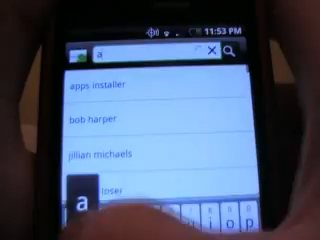 11:53 PM
a
apps installer
bob harper
jillian michaels
loser
a
i o p